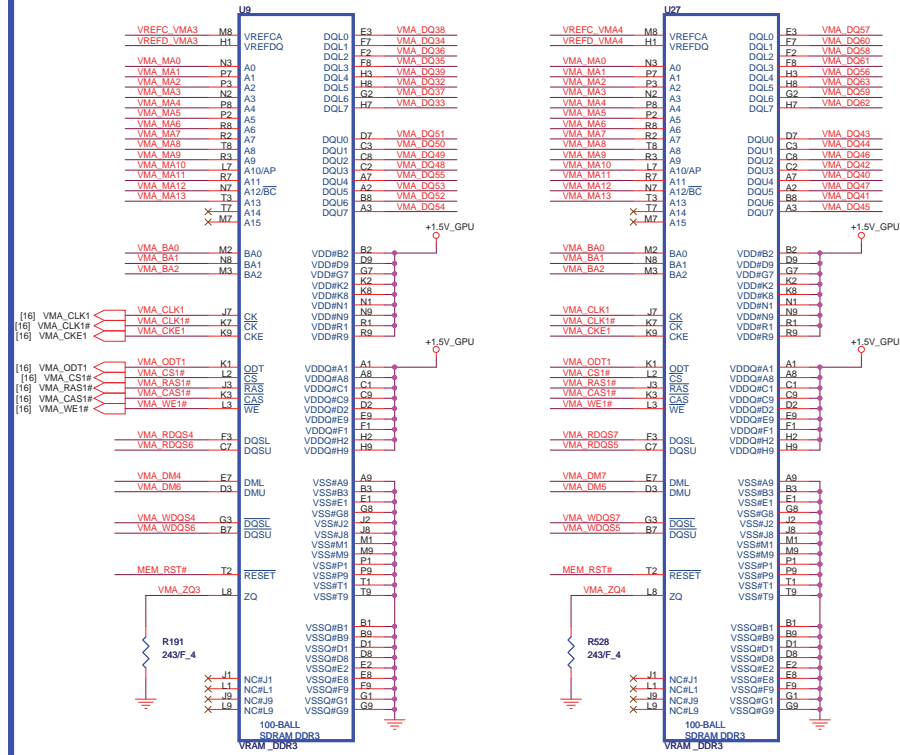 U9
VREFC_VMA3 M8 VREFCA
VREFD_VMA3 H1 VREFDQ
VMA_MA0 N3 A0
VMA_MA1 P7 A1
VMA_MA2 P3 A2
VMA_MA3 N2 A3
VMA_MA4 P8 A4
VMA_MA5 P2 A5
VMA_MA6 R8 A6
VMA_MA7 R2 A7
VMA_MA8 T8 A8
VMA_MA9 R3 A9
VMA_MA10 L7 A10/AP
VMA_MA11 R7 A11
VMA_MA12 N7 A12/BC
VMA_MA13 T3 A13
T7 A14
M7 A15
VMA_BA0 M2 BA0
VMA_BA1 N8 BA1
VMA_BA2 M3 BA2
[16] VMA_CLK1 VMA_CLK1 J7 CK
[16] VMA_CLK1# VMA_CLK1# K7 CK
[16] VMA_CKE1 VMA_CKE1 K9 CKE
[16] VMA_ODT1 VMA_ODT1 K1 ODT
[16] VMA_CS1# VMA_CS1# L2 CS
[16] VMA_RAS1# VMA_RAS1# J3 RAS
[16] VMA_CAS1# VMA_CAS1# K3 CAS
[16] VMA_WE1# VMA_WE1# L3 WE
VMA_RDQS4 F3 DQSL
VMA_RDQS6 C7 DQSU
VMA_DM4 E7 DML
VMA_DM6 D3 DMU
VMA_WDQS4 G3 DQSL
VMA_WDQS6 B7 DQSU
MEM_RST# T2 RESET
VMA_ZQ3 L8 ZQ
R191
243/F_4
J1 NC#J1
L1 NC#L1
J9 NC#J9
L9 NC#L9
DQL0 E3 VMA_DQ38
DQL1 F7 VMA_DQ34
DQL2 F2 VMA_DQ36
DQL3 F8 VMA_DQ35
DQL4 H3 VMA_DQ39
DQL5 H8 VMA_DQ32
DQL6 G2 VMA_DQ37
DQL7 H7 VMA_DQ33
DQU0 D7 VMA_DQ51
DQU1 C3 VMA_DQ50
DQU2 C8 VMA_DQ49
DQU3 C2 VMA_DQ48
DQU4 A7 VMA_DQ55
DQU5 A2 VMA_DQ53
DQU6 B8 VMA_DQ52
DQU7 A3 VMA_DQ54
+1.5V_GPU
VDD#B2 B2
VDD#D9 D9
VDD#G7 G7
VDD#K2 K2
VDD#K8 K8
VDD#N1 N1
VDD#N9 N9
VDD#R1 R1
VDD#R9 R9
+1.5V_GPU
VDDQ#A1 A1
VDDQ#A8 A8
VDDQ#C1 C1
VDDQ#C9 C9
VDDQ#D2 D2
VDDQ#E9 E9
VDDQ#F1 F1
VDDQ#H2 H2
VDDQ#H9 H9
VSS#A9 A9
VSS#B3 B3
VSS#E1 E1
VSS#G8 G8
VSS#J2 J2
VSS#J8 J8
VSS#M1 M1
VSS#M9 M9
VSS#P1 P1
VSS#P9 P9
VSS#T1 T1
VSS#T9 T9
VSSQ#B1 B1
VSSQ#B9 B9
VSSQ#D1 D1
VSSQ#D8 D8
VSSQ#E2 E2
VSSQ#E8 E8
VSSQ#F9 F9
VSSQ#G1 G1
VSSQ#G9 G9
100-BALL
SDRAM DDR3
VRAM _DDR3
U27
VREFC_VMA4 M8 VREFCA
VREFD_VMA4 H1 VREFDQ
VMA_MA0 N3 A0
VMA_MA1 P7 A1
VMA_MA2 P3 A2
VMA_MA3 N2 A3
VMA_MA4 P8 A4
VMA_MA5 P2 A5
VMA_MA6 R8 A6
VMA_MA7 R2 A7
VMA_MA8 T8 A8
VMA_MA9 R3 A9
VMA_MA10 L7 A10/AP
VMA_MA11 R7 A11
VMA_MA12 N7 A12/BC
VMA_MA13 T3 A13
T7 A14
M7 A15
VMA_BA0 M2 BA0
VMA_BA1 N8 BA1
VMA_BA2 M3 BA2
VMA_CLK1 J7 CK
VMA_CLK1# K7 CK
VMA_CKE1 K9 CKE
VMA_ODT1 K1 ODT
VMA_CS1# L2 CS
VMA_RAS1# J3 RAS
VMA_CAS1# K3 CAS
VMA_WE1# L3 WE
VMA_RDQS7 F3 DQSL
VMA_RDQS5 C7 DQSU
VMA_DM7 E7 DML
VMA_DM5 D3 DMU
VMA_WDQS7 G3 DQSL
VMA_WDQS5 B7 DQSU
MEM_RST# T2 RESET
VMA_ZQ4 L8 ZQ
R528
243/F_4
J1 NC#J1
L1 NC#L1
J9 NC#J9
L9 NC#L9
DQL0 E3 VMA_DQ57
DQL1 F7 VMA_DQ60
DQL2 F2 VMA_DQ58
DQL3 F8 VMA_DQ61
DQL4 H3 VMA_DQ56
DQL5 H8 VMA_DQ63
DQL6 G2 VMA_DQ59
DQL7 H7 VMA_DQ62
DQU0 D7 VMA_DQ43
DQU1 C3 VMA_DQ44
DQU2 C8 VMA_DQ46
DQU3 C2 VMA_DQ42
DQU4 A7 VMA_DQ40
DQU5 A2 VMA_DQ47
DQU6 B8 VMA_DQ41
DQU7 A3 VMA_DQ45
+1.5V_GPU
VDD#B2 B2
VDD#D9 D9
VDD#G7 G7
VDD#K2 K2
VDD#K8 K8
VDD#N1 N1
VDD#N9 N9
VDD#R1 R1
VDD#R9 R9
+1.5V_GPU
VDDQ#A1 A1
VDDQ#A8 A8
VDDQ#C1 C1
VDDQ#C9 C9
VDDQ#D2 D2
VDDQ#E9 E9
VDDQ#F1 F1
VDDQ#H2 H2
VDDQ#H9 H9
VSS#A9 A9
VSS#B3 B3
VSS#E1 E1
VSS#G8 G8
VSS#J2 J2
VSS#J8 J8
VSS#M1 M1
VSS#M9 M9
VSS#P1 P1
VSS#P9 P9
VSS#T1 T1
VSS#T9 T9
VSSQ#B1 B1
VSSQ#B9 B9
VSSQ#D1 D1
VSSQ#D8 D8
VSSQ#E2 E2
VSSQ#E8 E8
VSSQ#F9 F9
VSSQ#G1 G1
VSSQ#G9 G9
100-BALL
SDRAM DDR3
VRAM _DDR3